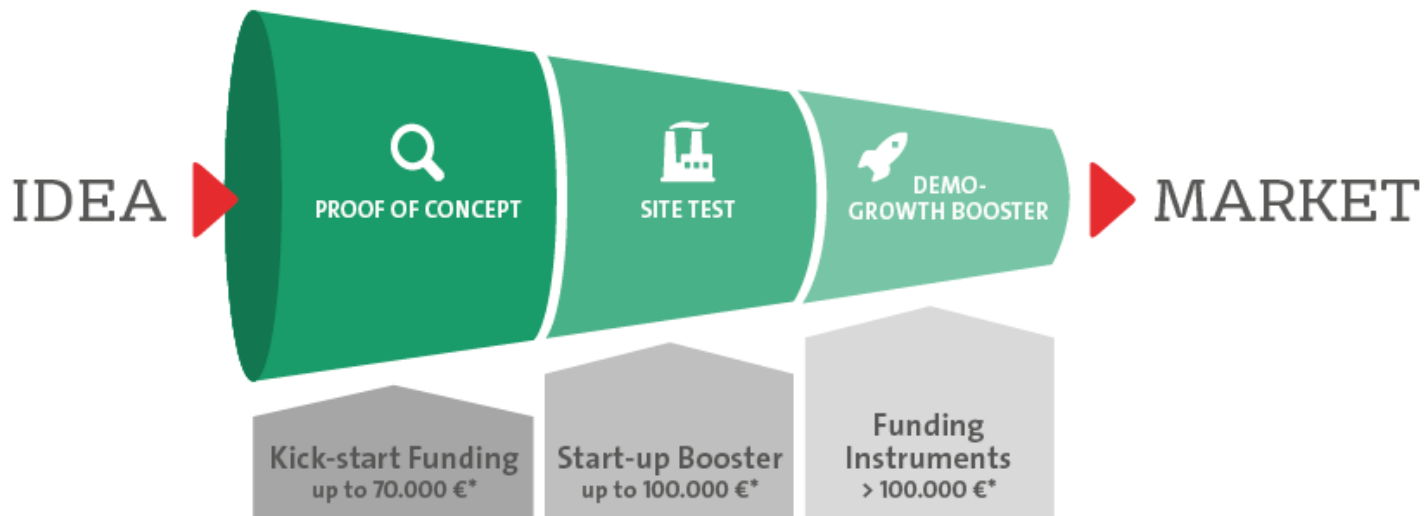 IDEA
PROOF OF CONCEPT
SITE TEST
DEMO-
GROWTH BOOSTER
MARKET
Kick-start Funding
up to 70.000 €*
Start-up Booster
up to 100.000 €*
Funding
Instruments
> 100.000 €*